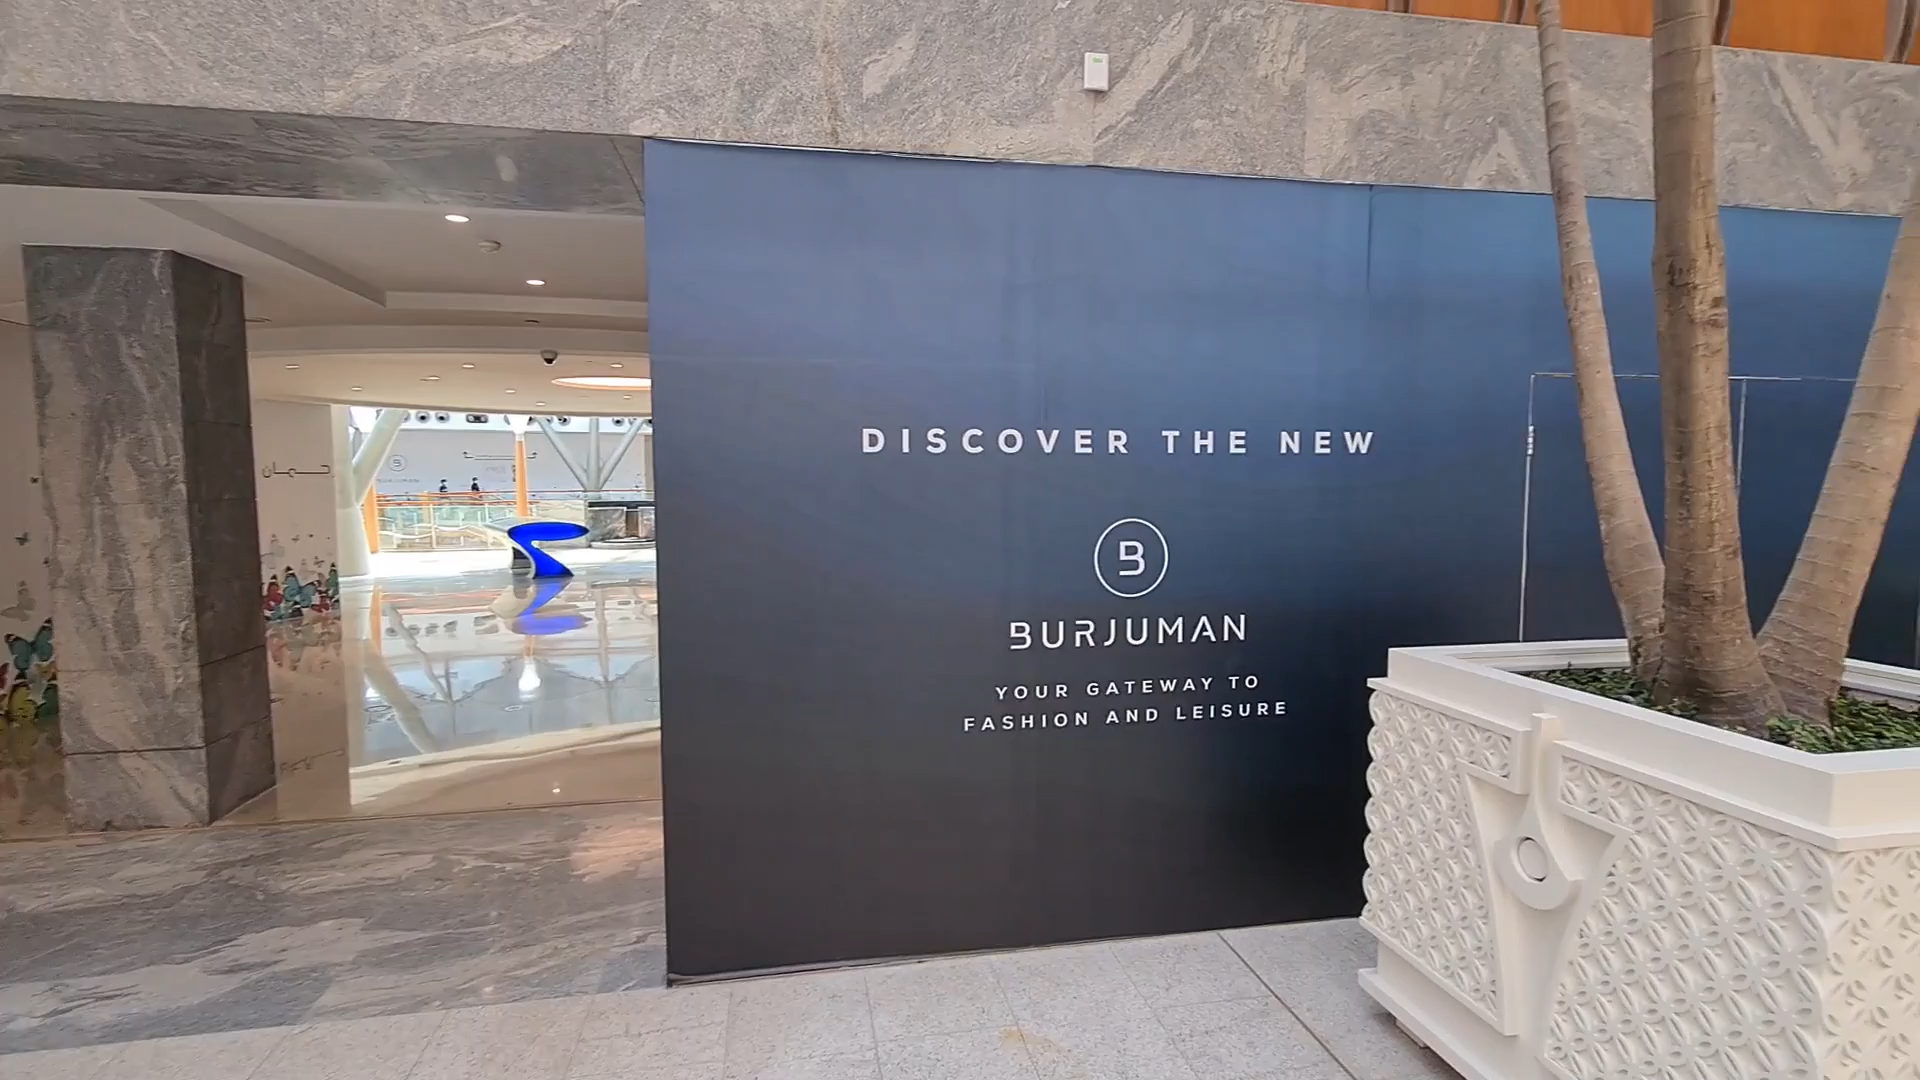 DISCOVER THE NEW
B
BURJUMAN
YOUR GATEWAY TO
FASHION AND LEISURE